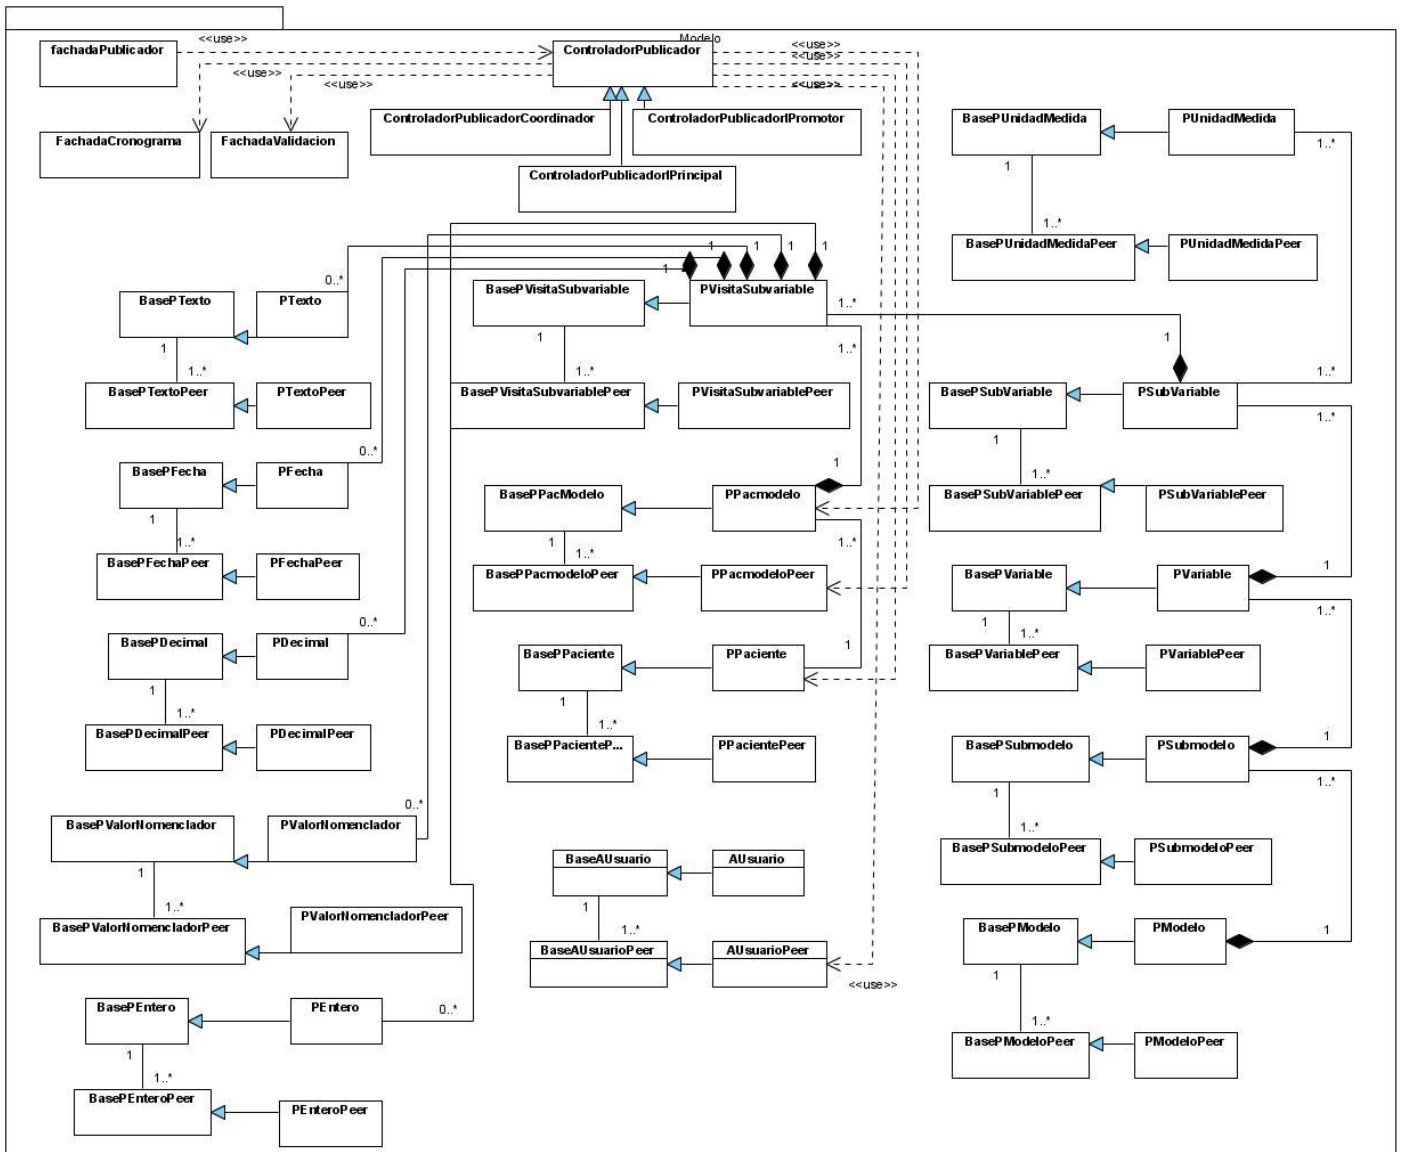 Modelo
fachadaPublicador
<<use>>
ControladorPublicador
<<use>>
<<use>>
<<use>>
<<use>>
<<use>>
FachadaCronograma
FachadaValidacion
ControladorPublicadorCoordinador
ControladorPublicadorIPromotor
ControladorPublicadorIPrincipal
BasePUnidadMedida
PUnidadMedida
1..*
1
1..*
BasePUnidadMedidaPeer
PUnidadMedidaPeer
1
1
1
1
1
0..*
BasePTexto
PTexto
1
1..*
BasePTextoPeer
PTextoPeer
BasePVisitaSubvariable
PVisitaSubvariable
1..*
1
1..*
1
1..*
BasePVisitaSubvariablePeer
PVisitaSubvariablePeer
1..*
BasePSubVariable
PSubVariable
1..*
1
1..*
BasePSubVariablePeer
PSubVariablePeer
0..*
BasePFecha
PFecha
1
1..*
BasePFechaPeer
PFechaPeer
1
BasePPacModelo
PPacmodelo
1..*
1
1..*
BasePPacmodeloPeer
PPacmodeloPeer
BasePVariable
PVariable
1
1..*
1
1..*
BasePVariablePeer
PVariablePeer
0..*
BasePDecimal
PDecimal
1
1..*
BasePDecimalPeer
PDecimalPeer
BasePPaciente
PPaciente
1
1
1..*
BasePPacienteP...
PPacientePeer
BasePSubmodelo
PSubmodelo
1
1..*
1
1..*
BasePSubmodeloPeer
PSubmodeloPeer
0..*
BasePValorNomenclador
PValorNomenclador
1
1..*
BasePValorNomencladorPeer
PValorNomencladorPeer
BaseAUsuario
AUsuario
1
1..*
BaseAUsuarioPeer
AUsuarioPeer
<<use>>
BasePModelo
PModelo
1
1
1..*
BasePModeloPeer
PModeloPeer
BasePEntero
PEntero
0..*
1
1..*
BasePEnteroPeer
PEnteroPeer